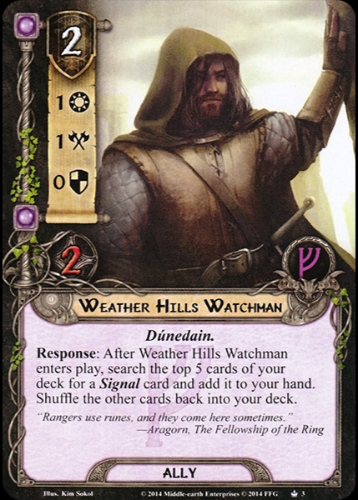 2
1
1
0
2
WEATHER HILLS WATCHMAN
Dúnedain.
Response: After Weather Hills Watchman
enters play, search the top 5 cards of your
deck for a Signal card and add it to your hand.
Shuffle the other cards back into your deck.
"Rangers use runes, and they come here sometimes."
—Aragorn, The Fellowship of the Ring
ALLY
Illus. Kim Sokol © 2014 Middle-earth Enterprises © 2014 FFG 3